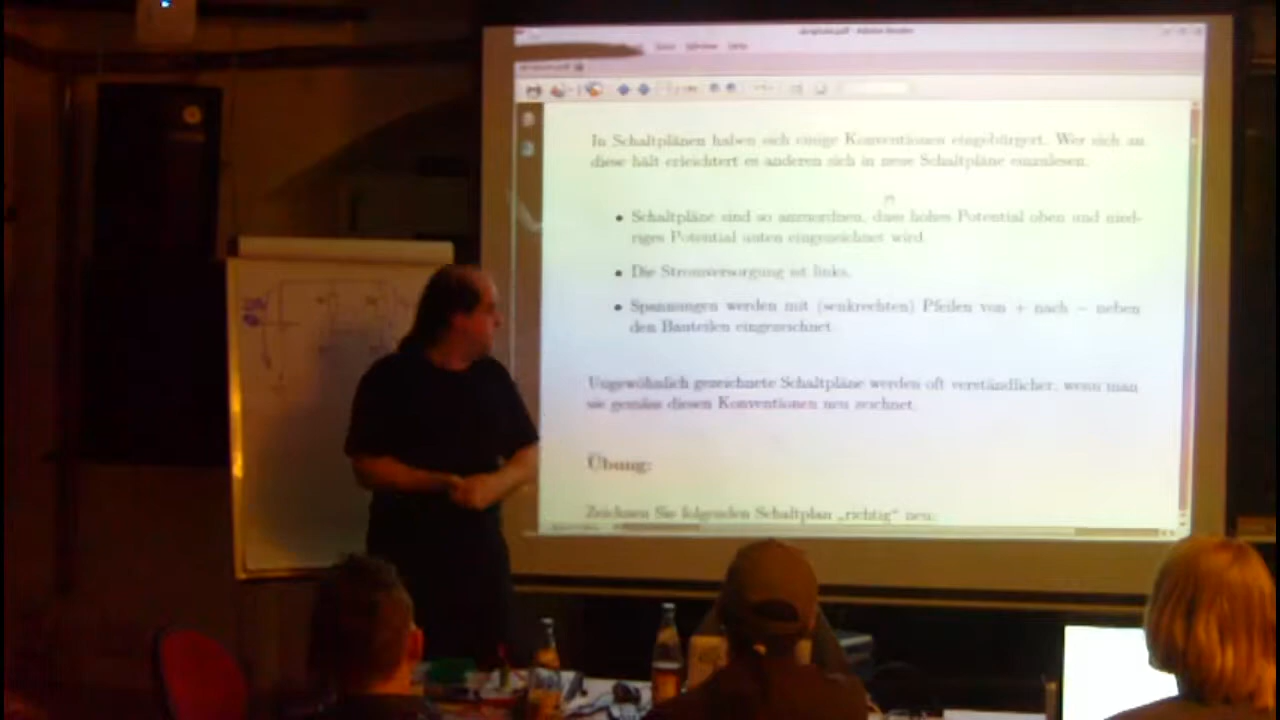 In Schaltplänen haben sich einige Konventionen eingebürgert. Wer sich an
diese hält erleichtert es anderen sich in neue Schaltpläne einzulesen.
• Schaltpläne sind so anzuordnen, dass hohes Potential oben und nied-
riges Potential unten eingezeichnet wird
• Die Stromversorgung ist links.
• Spannungen werden mit (senkrechten) Pfeilen von + nach − neben
den Bauteilen eingezeichnet
Ungewöhnlich gezeichnete Schaltpläne werden oft verständlicher, wenn man
sie gemäss diesen Konventionen neu zeichnet.
Übung:
Zeichnen Sie folgenden Schaltplan „richtig“ neu: